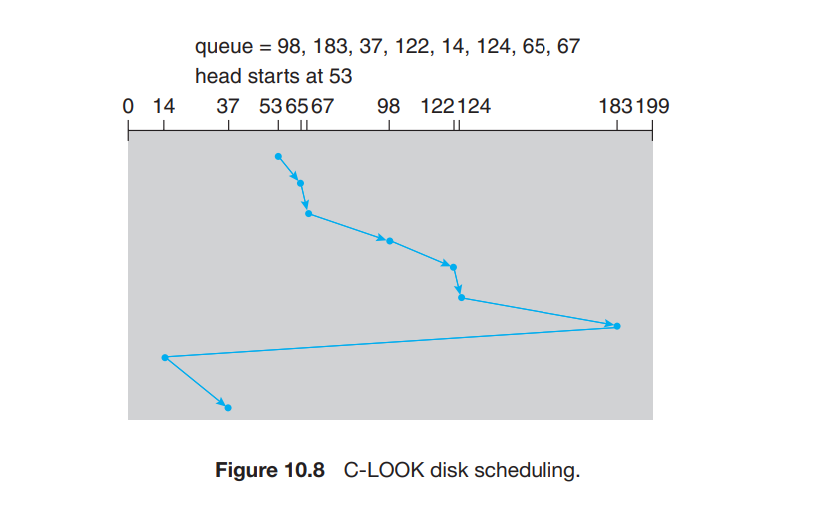 queue = 98, 183, 37, 122, 14, 124, 65, 67
head starts at 53
0 14 37 53 65 67 98 122 124 183 199
Figure 10.8 C-LOOK disk scheduling.